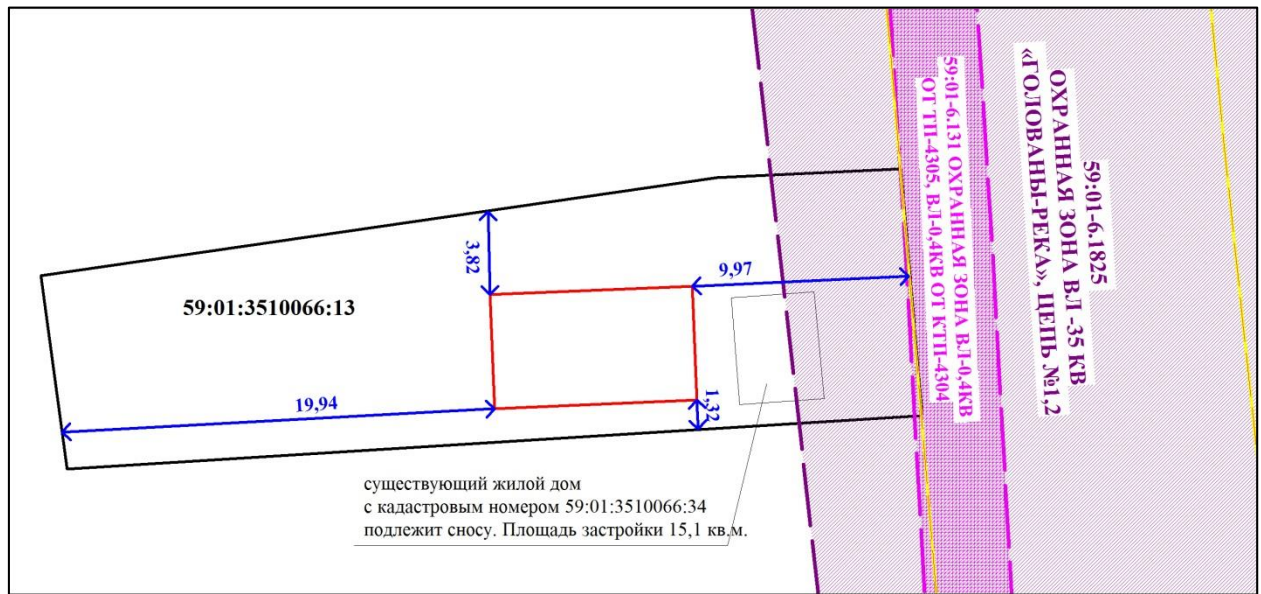 59:01:3510066:13
3,82
9,97
19,94
1,32
существующий жилой дом
с кадастровым номером 59:01:3510066:34
подлежит сносу. Площадь застройки 15,1 кв.м.
59:01-6.131 ОХРАННАЯ ЗОНА ВЛ-0,4КВ
ОТ ТП-4305, ВЛ-0,4КВ ОТ КТП-4304
59:01-6.1825
ОХРАННАЯ ЗОНА ВЛ -35 КВ
«ГОЛОВАНЫ-РЕКА», ЦЕПЬ №1,2